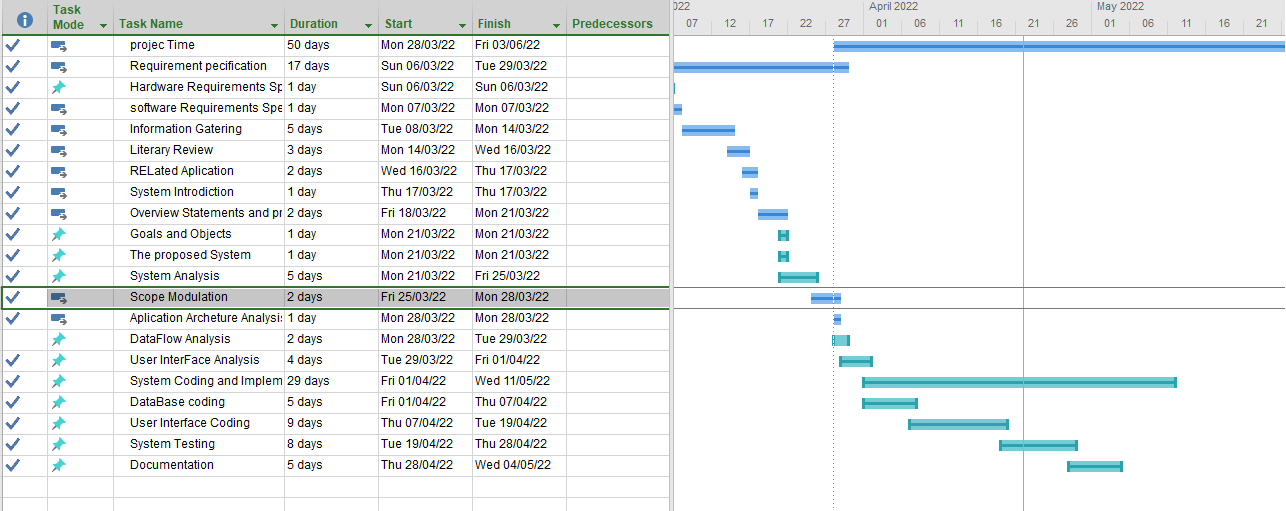 Task Mode Task Name Duration Start Finish Predecessors
2022 April 2022 May 2022
07 12 17 22 27 01 06 11 16 21 26 01 06 11 16 21
projec Time 50 days Mon 28/03/22 Fri 03/06/22
Requirement pecification 17 days Sun 06/03/22 Tue 29/03/22
Hardware Requirements Sp 1 day Sun 06/03/22 Sun 06/03/22
software Requirements Spe 1 day Mon 07/03/22 Mon 07/03/22
Information Gatering 5 days Tue 08/03/22 Mon 14/03/22
Literary Review 3 days Mon 14/03/22 Wed 16/03/22
RELated Aplication 2 days Wed 16/03/22 Thu 17/03/22
System Introdiction 1 day Thu 17/03/22 Thu 17/03/22
Overview Statements and pr 2 days Fri 18/03/22 Mon 21/03/22
Goals and Objects 1 day Mon 21/03/22 Mon 21/03/22
The proposed System 1 day Mon 21/03/22 Mon 21/03/22
System Analysis 5 days Mon 21/03/22 Fri 25/03/22
Scope Modulation 2 days Fri 25/03/22 Mon 28/03/22
Aplication Archeture Analysis 1 day Mon 28/03/22 Mon 28/03/22
DataFlow Analysis 2 days Mon 28/03/22 Tue 29/03/22
User InterFace Analysis 4 days Tue 29/03/22 Fri 01/04/22
System Coding and Implem 29 days Fri 01/04/22 Wed 11/05/22
DataBase coding 5 days Fri 01/04/22 Thu 07/04/22
User Interface Coding 9 days Thu 07/04/22 Tue 19/04/22
System Testing 8 days Tue 19/04/22 Thu 28/04/22
Documentation 5 days Thu 28/04/22 Wed 04/05/22